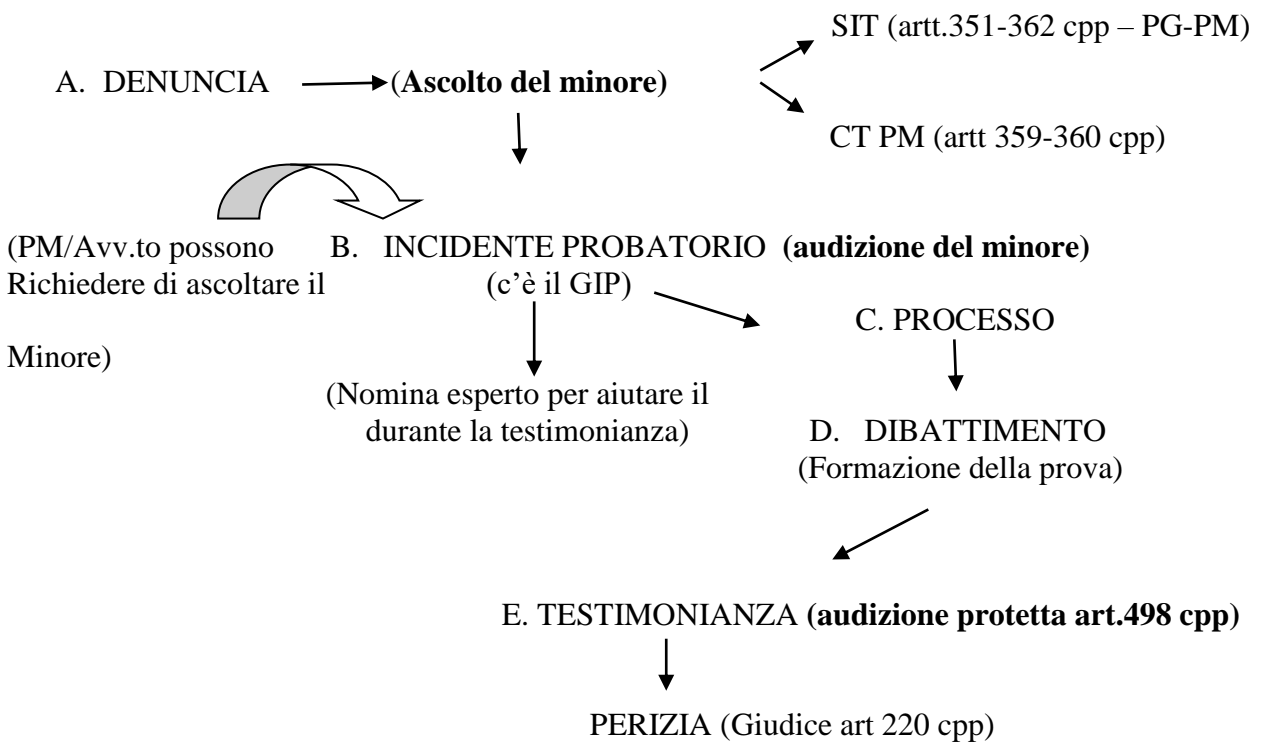 SIT (artt.351-362 cpp – PG-PM)
A. DENUNCIA (Ascolto del minore)
CT PM (artt 359-360 cpp)
(PM/Avv.to possono B. INCIDENTE PROBATORIO (audizione del minore)
Richiedere di ascoltare il (c’è il GIP)
C. PROCESSO
Minore)
(Nomina esperto per aiutare il
durante la testimonianza) D. DIBATTIMENTO
(Formazione della prova)
E. TESTIMONIANZA (audizione protetta art.498 cpp)
PERIZIA (Giudice art 220 cpp)